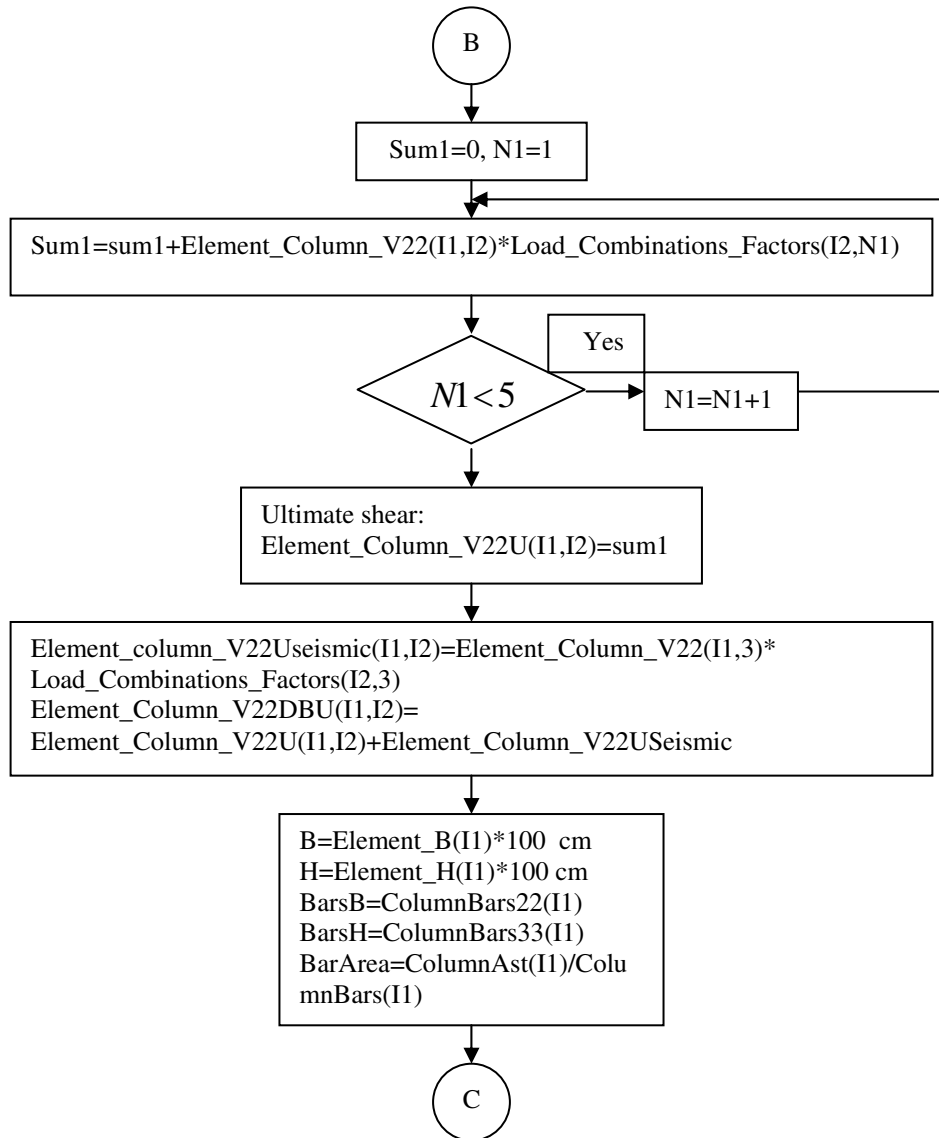 B
Sum1=0, N1=1
Sum1=sum1+Element_Column_V22(I1,I2)*Load_Combinations_Factors(I2,N1)
Yes
N1<5
N1=N1+1
Ultimate shear:
Element_Column_V22U(I1,I2)=sum1
Element_column_V22Useismic(I1,I2)=Element_Column_V22(I1,3)*
Load_Combinations_Factors(I2,3)
Element_Column_V22DBU(I1,I2)=
Element_Column_V22U(I1,I2)+Element_Column_V22USeismic
B=Element_B(I1)*100 cm
H=Element_H(I1)*100 cm
BarsB=ColumnBars22(I1)
BarsH=ColumnBars33(I1)
BarArea=ColumnAst(I1)/Colu
mnBars(I1)
C